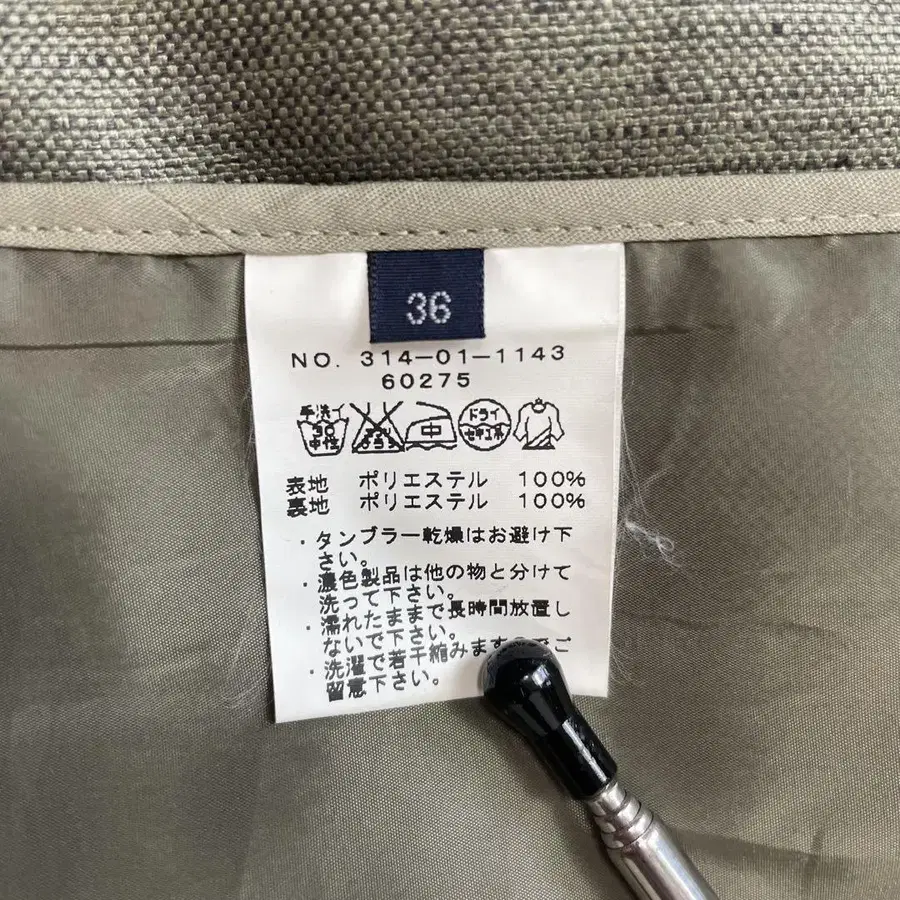 36
NO. 314-01-1143
60275
手洗イ ドライ
30 中 セキユ系
中性
表地 ポリエステル 100%
裏地 ポリエステル 100%
・タンブラー乾燥はお避け下
さい。
・濃色製品は他の物と分けて
洗って下さい。
・濡れたままで長時間放置し
ないで下さい。
・洗濯で若干縮みますのでご
留意下さい。